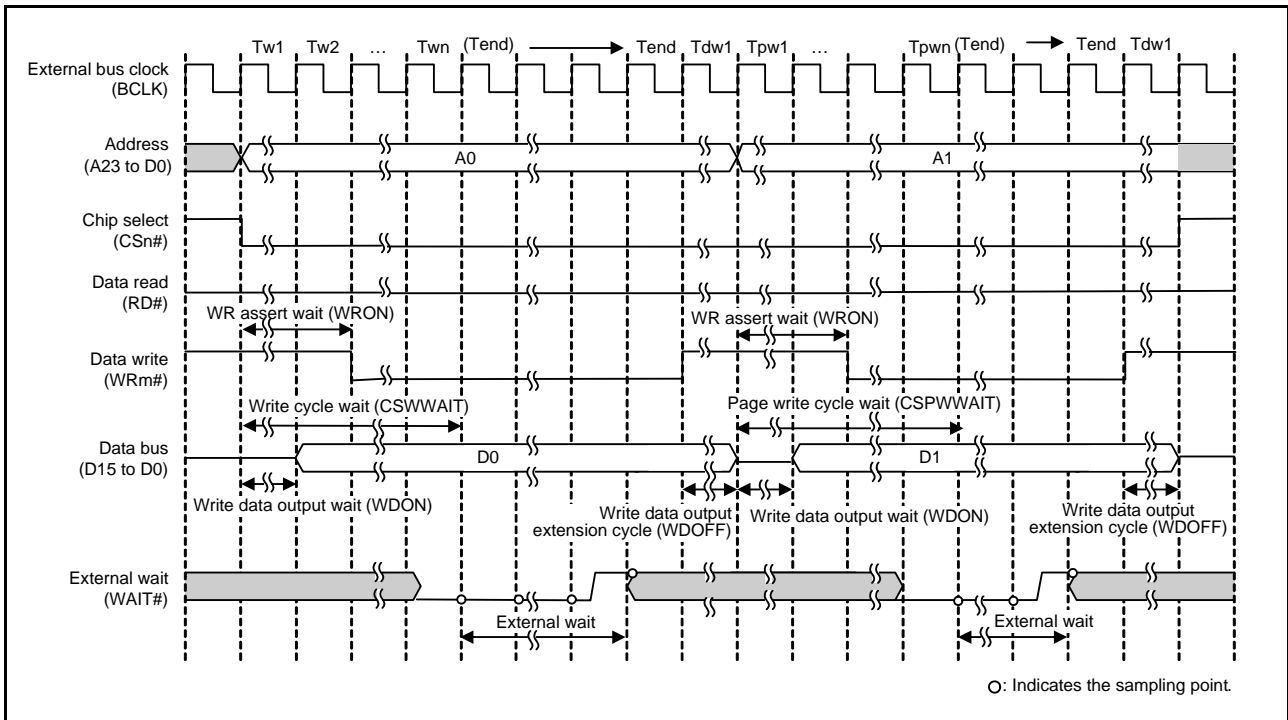 Tw1 Tw2 … Twn (Tend) Tend Tdw1 Tpw1 … Tpwn (Tend) Tend Tdw1
External bus clock
(BCLK)
Address
(A23 to D0)
A0 A1
Chip select
(CSn#)
Data read
(RD#)
WR assert wait (WRON) WR assert wait (WRON)
Data write
(WRm#)
Write cycle wait (CSWWAIT) Page write cycle wait (CSPWWAIT)
Data bus
(D15 to D0)
D0 D1
Write data output wait (WDON)
Write data output
extension cycle (WDOFF)
Write data output wait (WDON)
Write data output
extension cycle (WDOFF)
External wait
(WAIT#)
External wait External wait
: Indicates the sampling point.